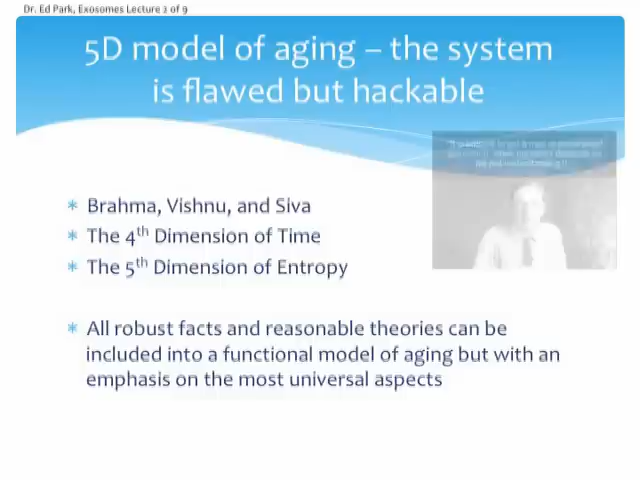 Dr. Ed Park, Exosomes Lecture 2 of 9
5D model of aging – the system
is flawed but hackable
* Brahma, Vishnu, and Siva
* The 4th Dimension of Time
* The 5th Dimension of Entropy
* All robust facts and reasonable theories can be
included into a functional model of aging but with an
emphasis on the most universal aspects